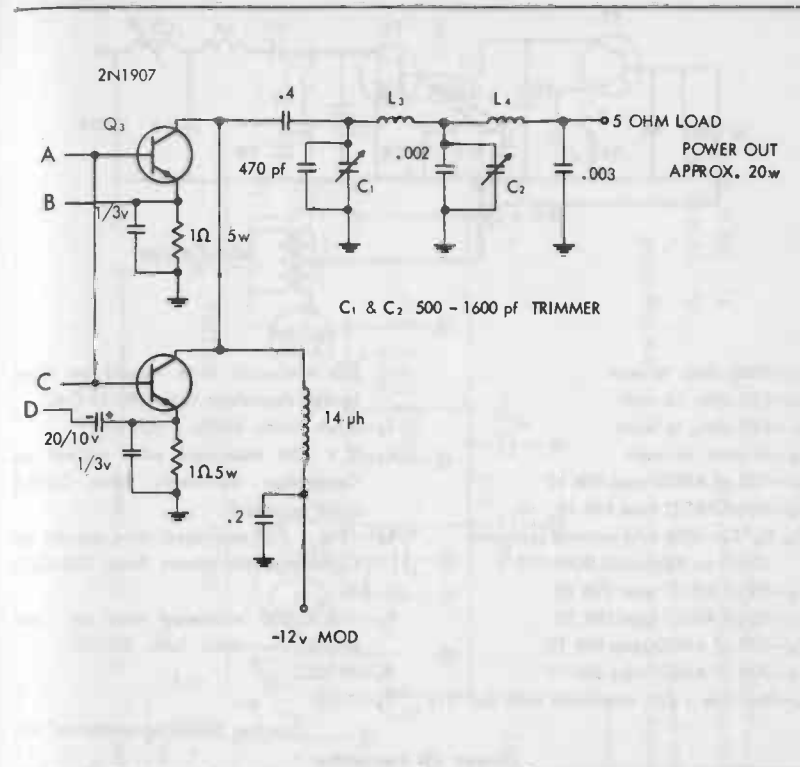 2N1907
Q3
A
B
1/3v
1Ω 5w
.4
L3
L4
5 OHM LOAD
POWER OUT
APPROX. 20w
470 pf
C1
.002
C2
.003
C1 & C2 500 - 1600 pf TRIMMER
C
D
- +
20/10v
1/3v
1Ω 5w
14 µh
.2
-12v MOD